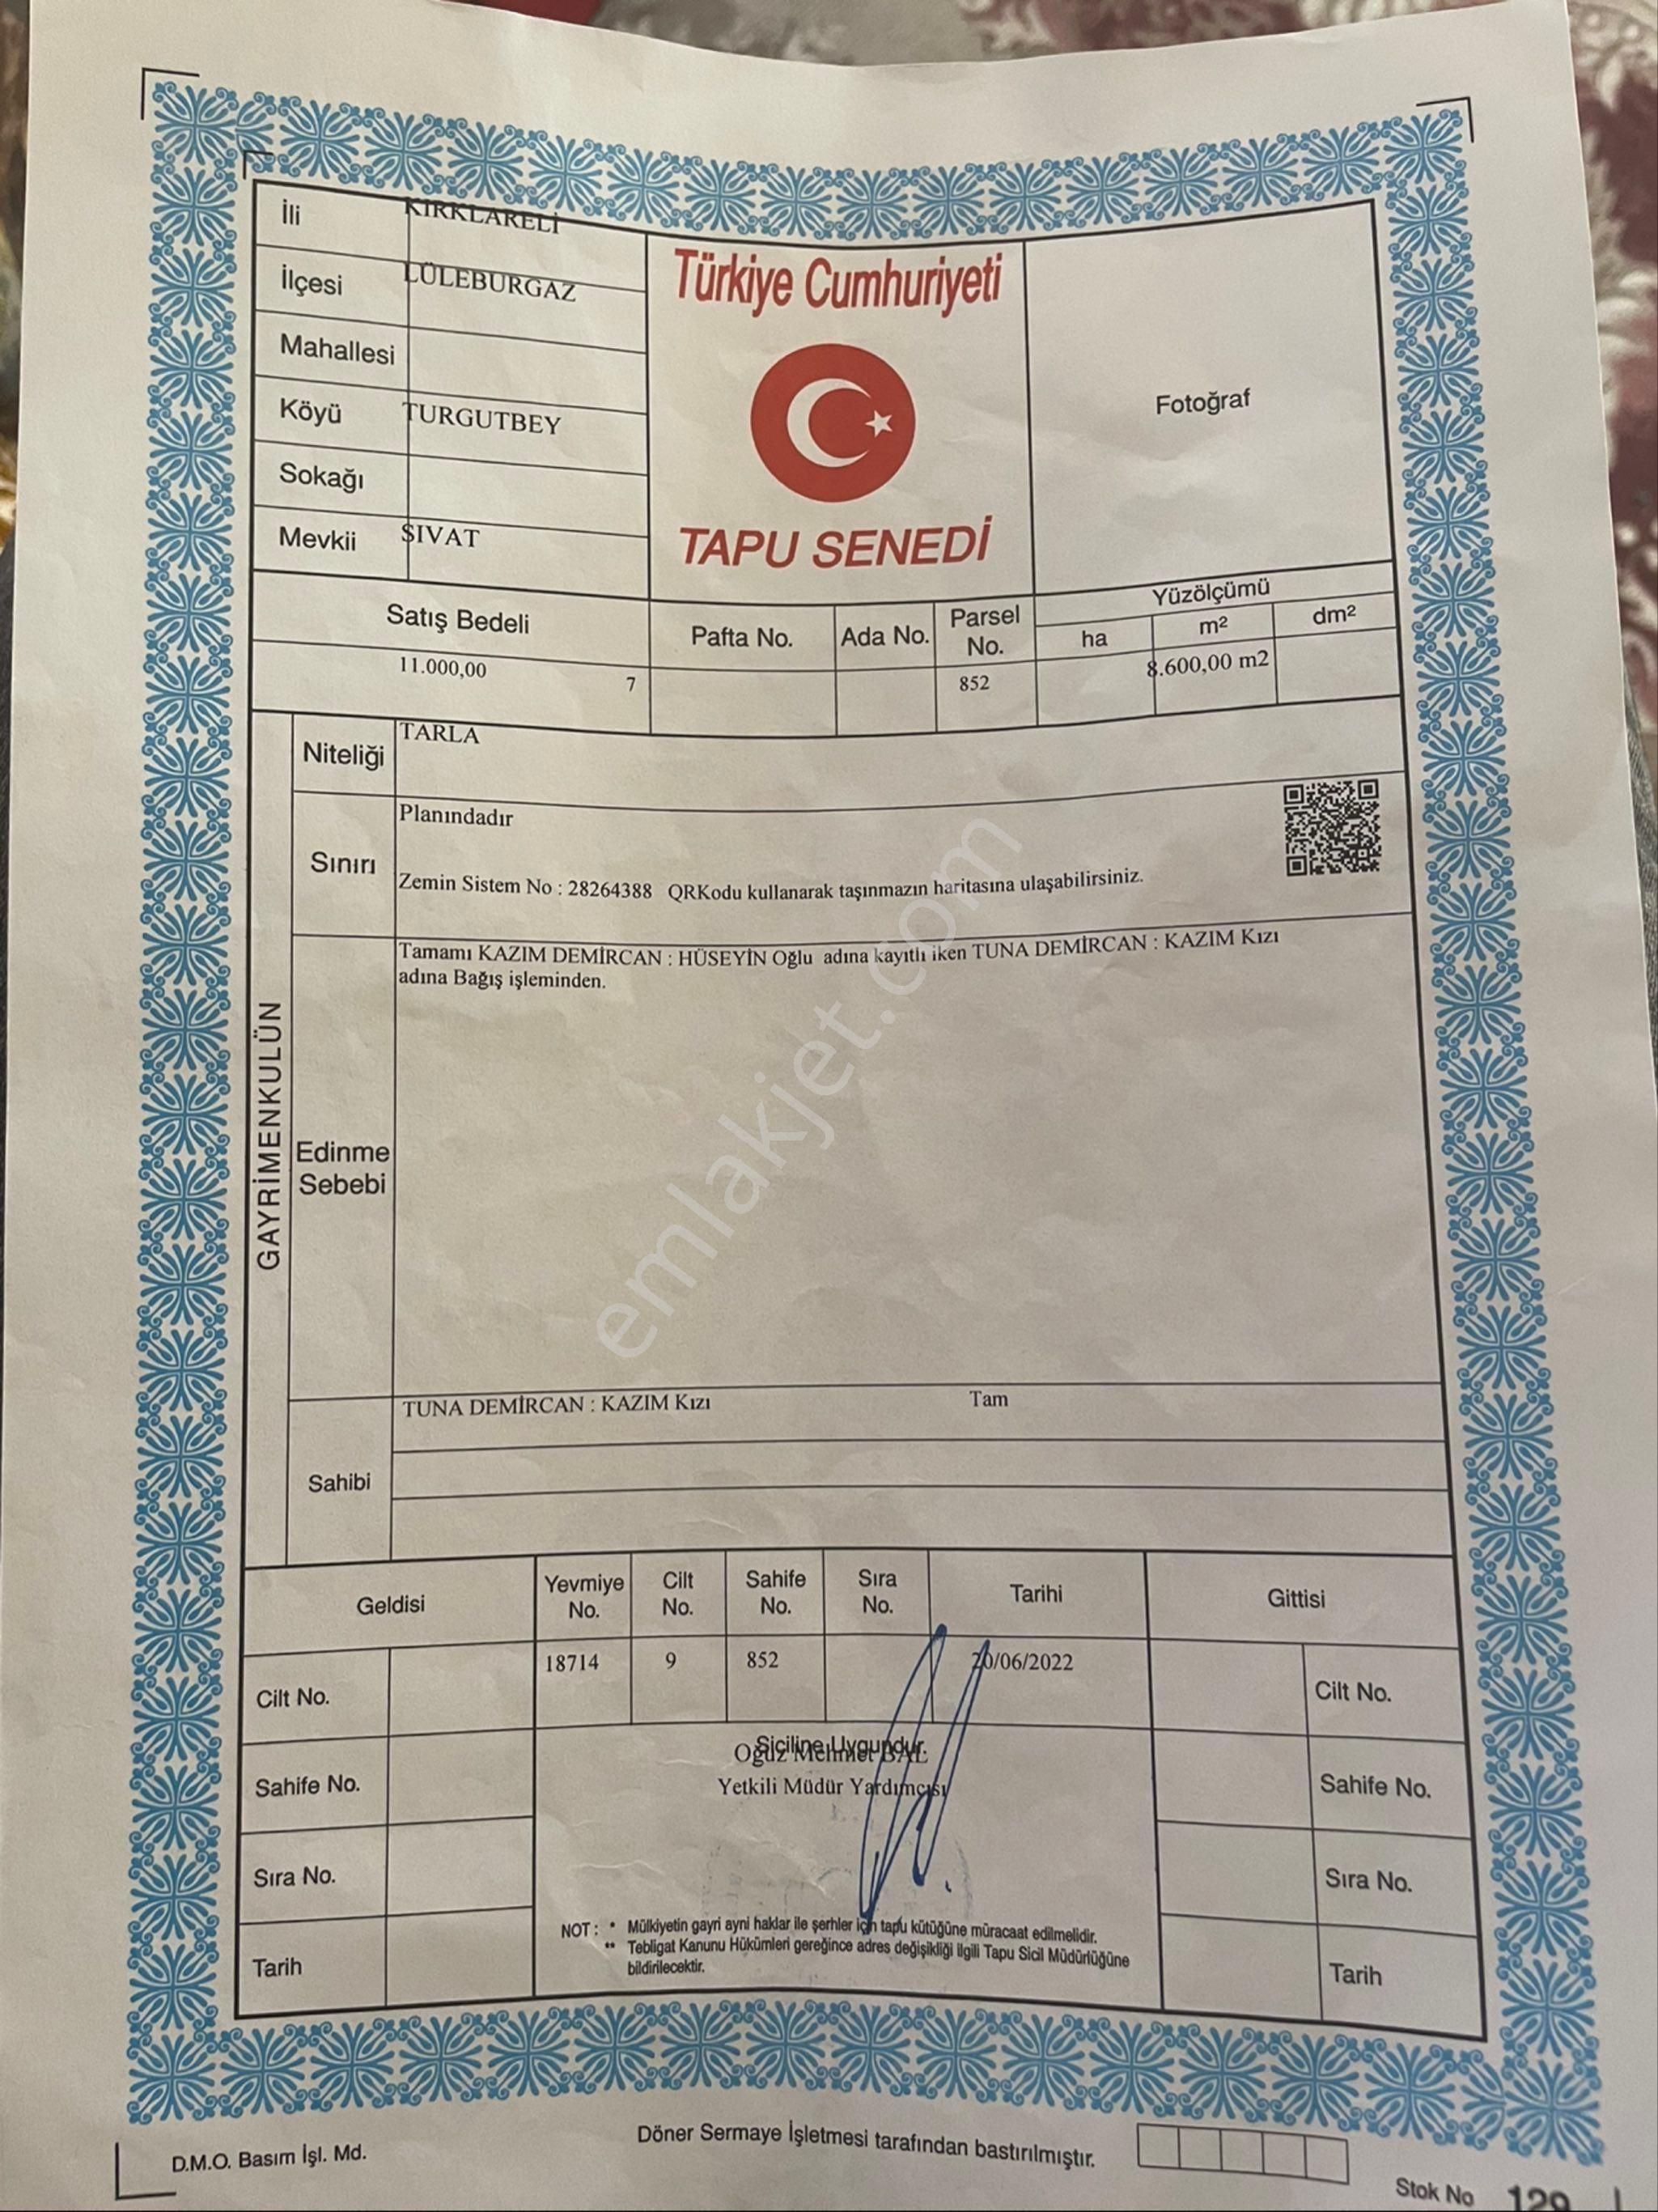 İli KIRKLARELİ
İlçesi LÜLEBURGAZ
Mahallesi
Köyü TURGUTBEY
Sokağı
Mevkii SIVAT
Türkiye Cumhuriyeti
TAPU SENEDİ
Fotoğraf
Satış Bedeli Pafta No. Ada No. Parsel No. Yüzölçümü
ha m² dm²
11.000,00 7 852 8.600,00 m2
GAYRİMENKULÜN
Niteliği TARLA
Sınırı Planındadır
Zemin Sistem No : 28264388 QRKodu kullanarak taşınmazın haritasına ulaşabilirsiniz.
Edinme Sebebi
Tamamı KAZIM DEMİRCAN : HÜSEYİN Oğlu adına kayıtlı iken TUNA DEMİRCAN : KAZIM Kızı
adına Bağış işleminden.
Sahibi TUNA DEMİRCAN : KAZIM Kızı Tam
Geldisi Yevmiye No. Cilt No. Sahife No. Sıra No. Tarihi Gittisi
18714 9 852 20/06/2022
Cilt No. Cilt No.
Siciline Uygundur.
Oğuz Mehmet BAL
Yetkili Müdür Yardımcısı
Sahife No. Sahife No.
Sıra No. Sıra No.
Tarih Tarih
NOT : * Mülkiyetin gayri ayni haklar ile şerhler için tapu kütüğüne müracaat edilmelidir.
** Tebligat Kanunu Hükümleri gereğince adres değişikliği ilgili Tapu Sicil Müdürlüğüne
bildirilecektir.
D.M.O. Basım İşl. Md.
Döner Sermaye İşletmesi tarafından bastırılmıştır.
Stok No 129
emlakjet.com